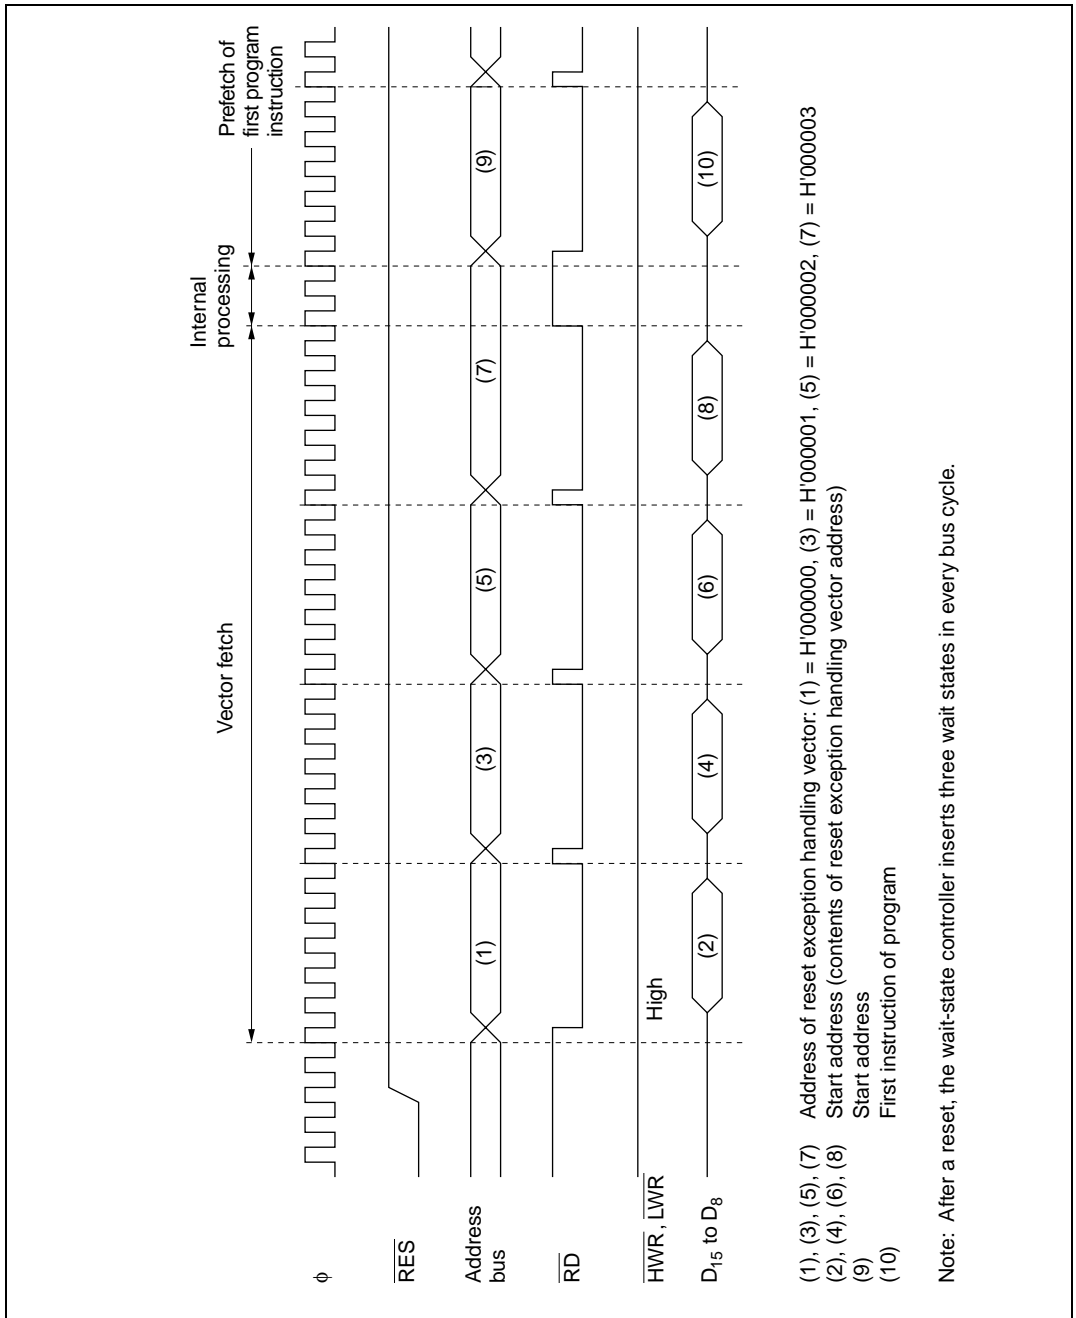 Vector fetch
Internal
processing
Prefetch of
first program
instruction
ϕ
RES
Address
bus
(1)
(3)
(5)
(7)
(9)
RD
HWR , LWR
High
D15 to D8
(2)
(4)
(6)
(8)
(10)
(1), (3), (5), (7) Address of reset exception handling vector: (1) = H'000000, (3) = H'000001, (5) = H'000002, (7) = H'000003
(2), (4), (6), (8) Start address (contents of reset exception handling vector address)
(9) Start address
(10) First instruction of program
Note: After a reset, the wait-state controller inserts three wait states in every bus cycle.